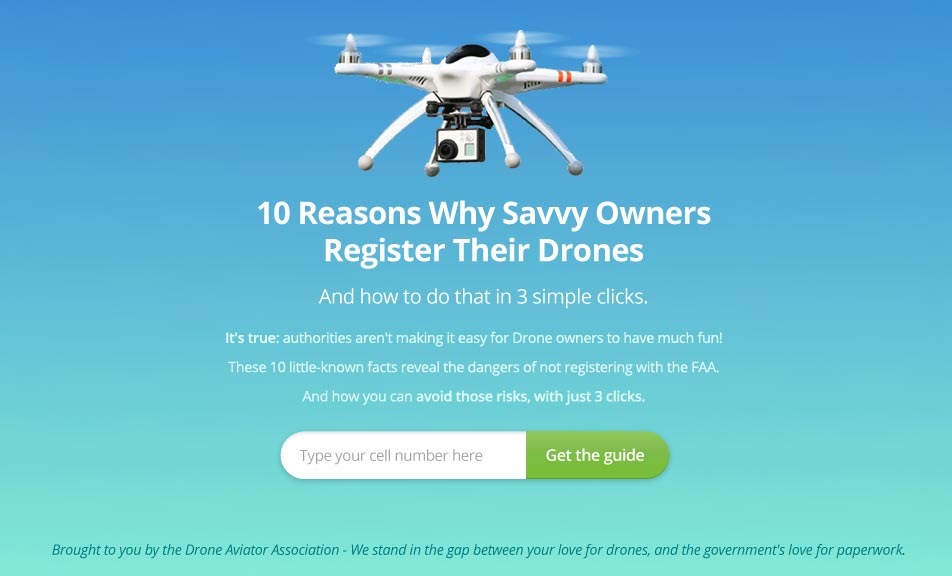 10 Reasons Why Savvy Owners
Register Their Drones
And how to do that in 3 simple clicks.
It's true: authorities aren't making it easy for Drone owners to have much fun!
These 10 little-known facts reveal the dangers of not registering with the FAA.
And how you can avoid those risks, with just 3 clicks.
Type your cell number here Get the guide
Brought to you by the Drone Aviator Association - We stand in the gap between your love for drones, and the government's love for paperwork.